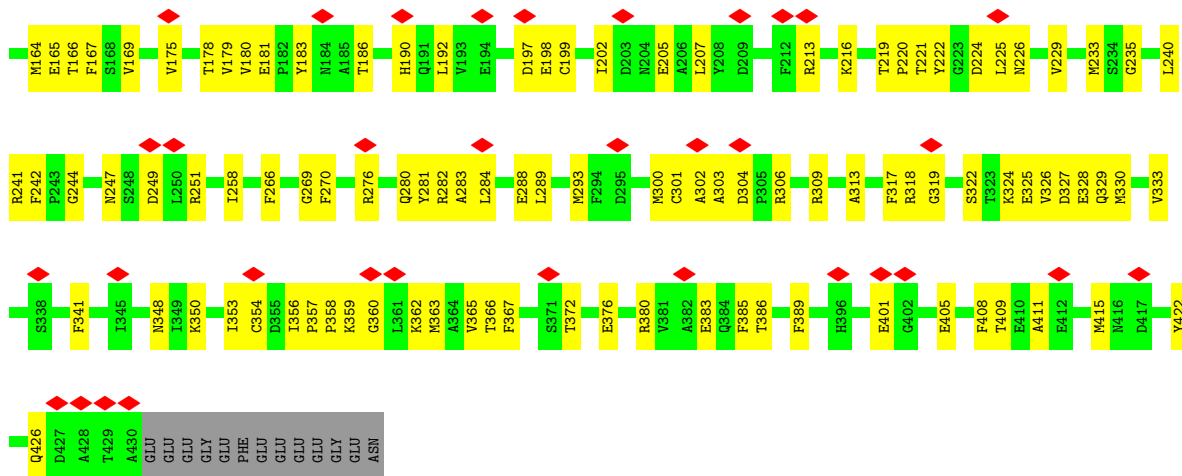 M164 E165 T166 F167 S168 V169 V175 T178 V179 V180 E181 P182 Y183 N184 A185 T186 H190 Q191 L192 V193 E194 D197 E198 C199 I202 D203 N204 E205 A206 L207 Y208 D209 F212 R213 K216 T219 P220 T221 Y222 G223 D224 L225 N226 V229 M233 S234 G235 L240
R241 F242 P243 G244 N247 S248 D249 L250 R251 I258 F266 G269 F270 R276 Q280 Y281 R282 A283 L284 E288 L289 M293 F294 D295 M300 C301 A302 A303 D304 P305 R306 R309 A313 F317 R318 G319 S322 T323 K324 E325 V326 D327 E328 Q329 M330 V333
S338 F341 I345 N348 I349 K350 I353 C354 D355 I356 P357 P358 K359 G360 L361 K362 M363 A364 V365 T366 F367 S371 T372 E376 R380 V381 A382 E383 Q384 F385 T386 F389 H396 E401 G402 E405 F408 T409 E410 A411 E412 M415 N416 D417 Y422
Q426 D427 A428 T429 A430 GLU GLU GLU GLY GLU PHE GLU GLU GLU GLU GLY GLU ASN